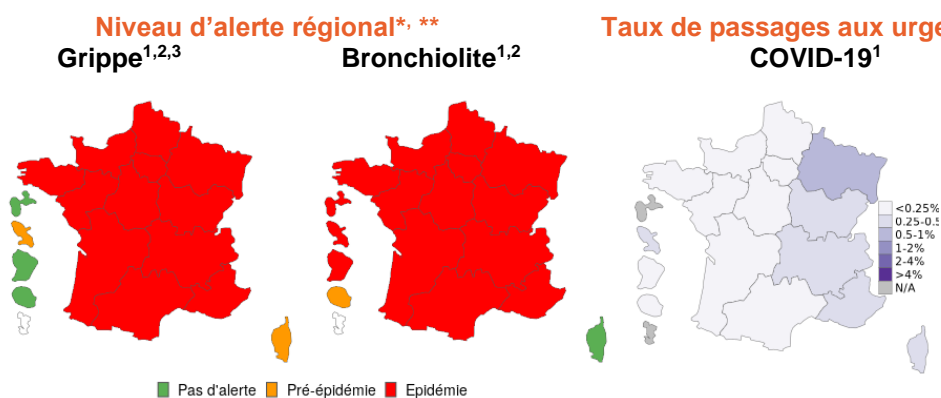 Niveau d'alerte régional*, ** Taux de passages aux urge
Grippe1,2,3 Bronchiolite1,2 COVID-191
<0.25%
0.25-0.5
0.5-1%
1-2%
2-4%
>4%
N/A
Pas d'alerte Pré-épidémie Epidémie